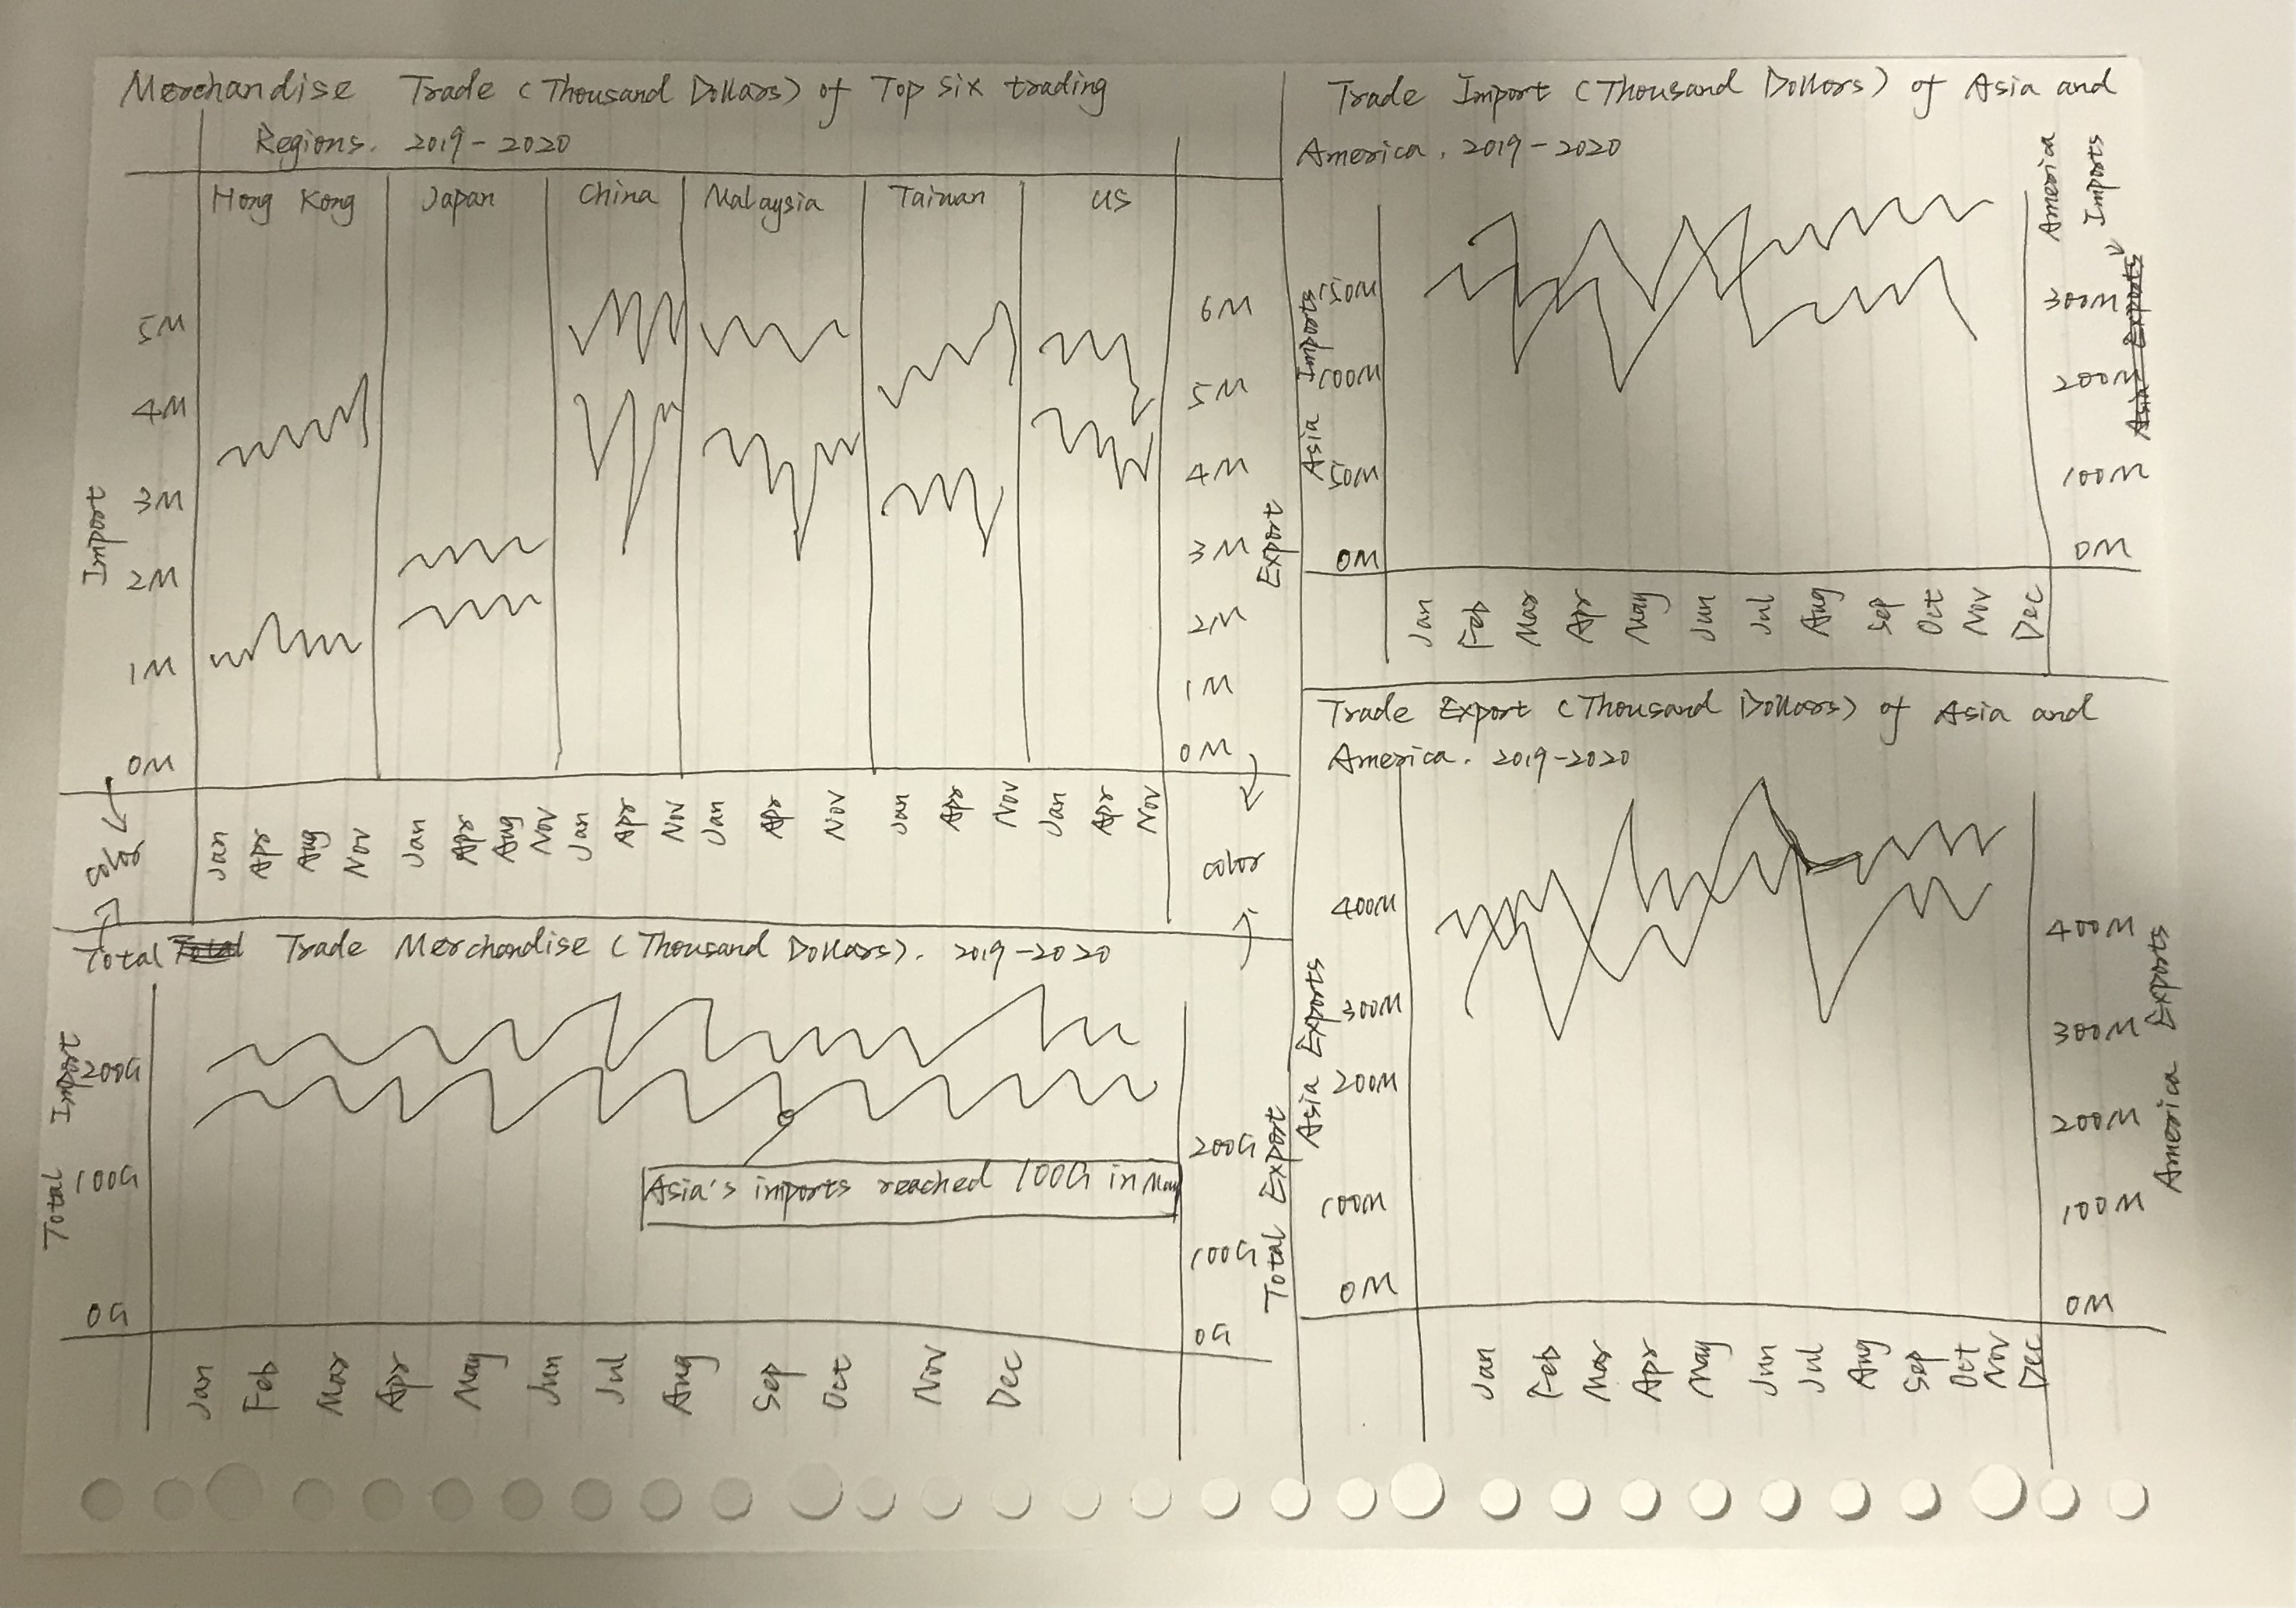 Merchandise Trade (Thousand Dollars) of Top six trading
Regions. 2019-2020
Hong Kong Japan China Malaysia Taiwan US
Import
5M
4M
3M
2M
1M
0M
6M
5M
4M
3M
2M
1M
0M
Export
Jan Apr Aug Nov Jan Apr Aug Nov Jan Apr Nov Jan Apr Nov Jan Apr Nov Jan Apr Nov
color
color
Total Total Trade Merchandise (Thousand Dollars). 2019-2020
Total Import
200G
100G
0G
Asia's imports reached 100G in May
200G
100G
0G
Total Export
Jan Feb Mar Apr May Jun Jul Aug Sep Oct Nov Dec
Trade Import (Thousand Dollars) of Asia and
America. 2019-2020
Asia Imports
150M
100M
50M
0M
America
Imports
Asia Exports
300M
200M
100M
0M
Jan Feb Mar Apr May Jun Jul Aug Sep Oct Nov Dec
Trade Export (Thousand Dollars) of Asia and
America. 2019-2020
Asia Exports
400M
300M
200M
100M
0M
400M
300M
200M
100M
0M
America Exports
Jan Feb Mar Apr May Jun Jul Aug Sep Oct Nov Dec